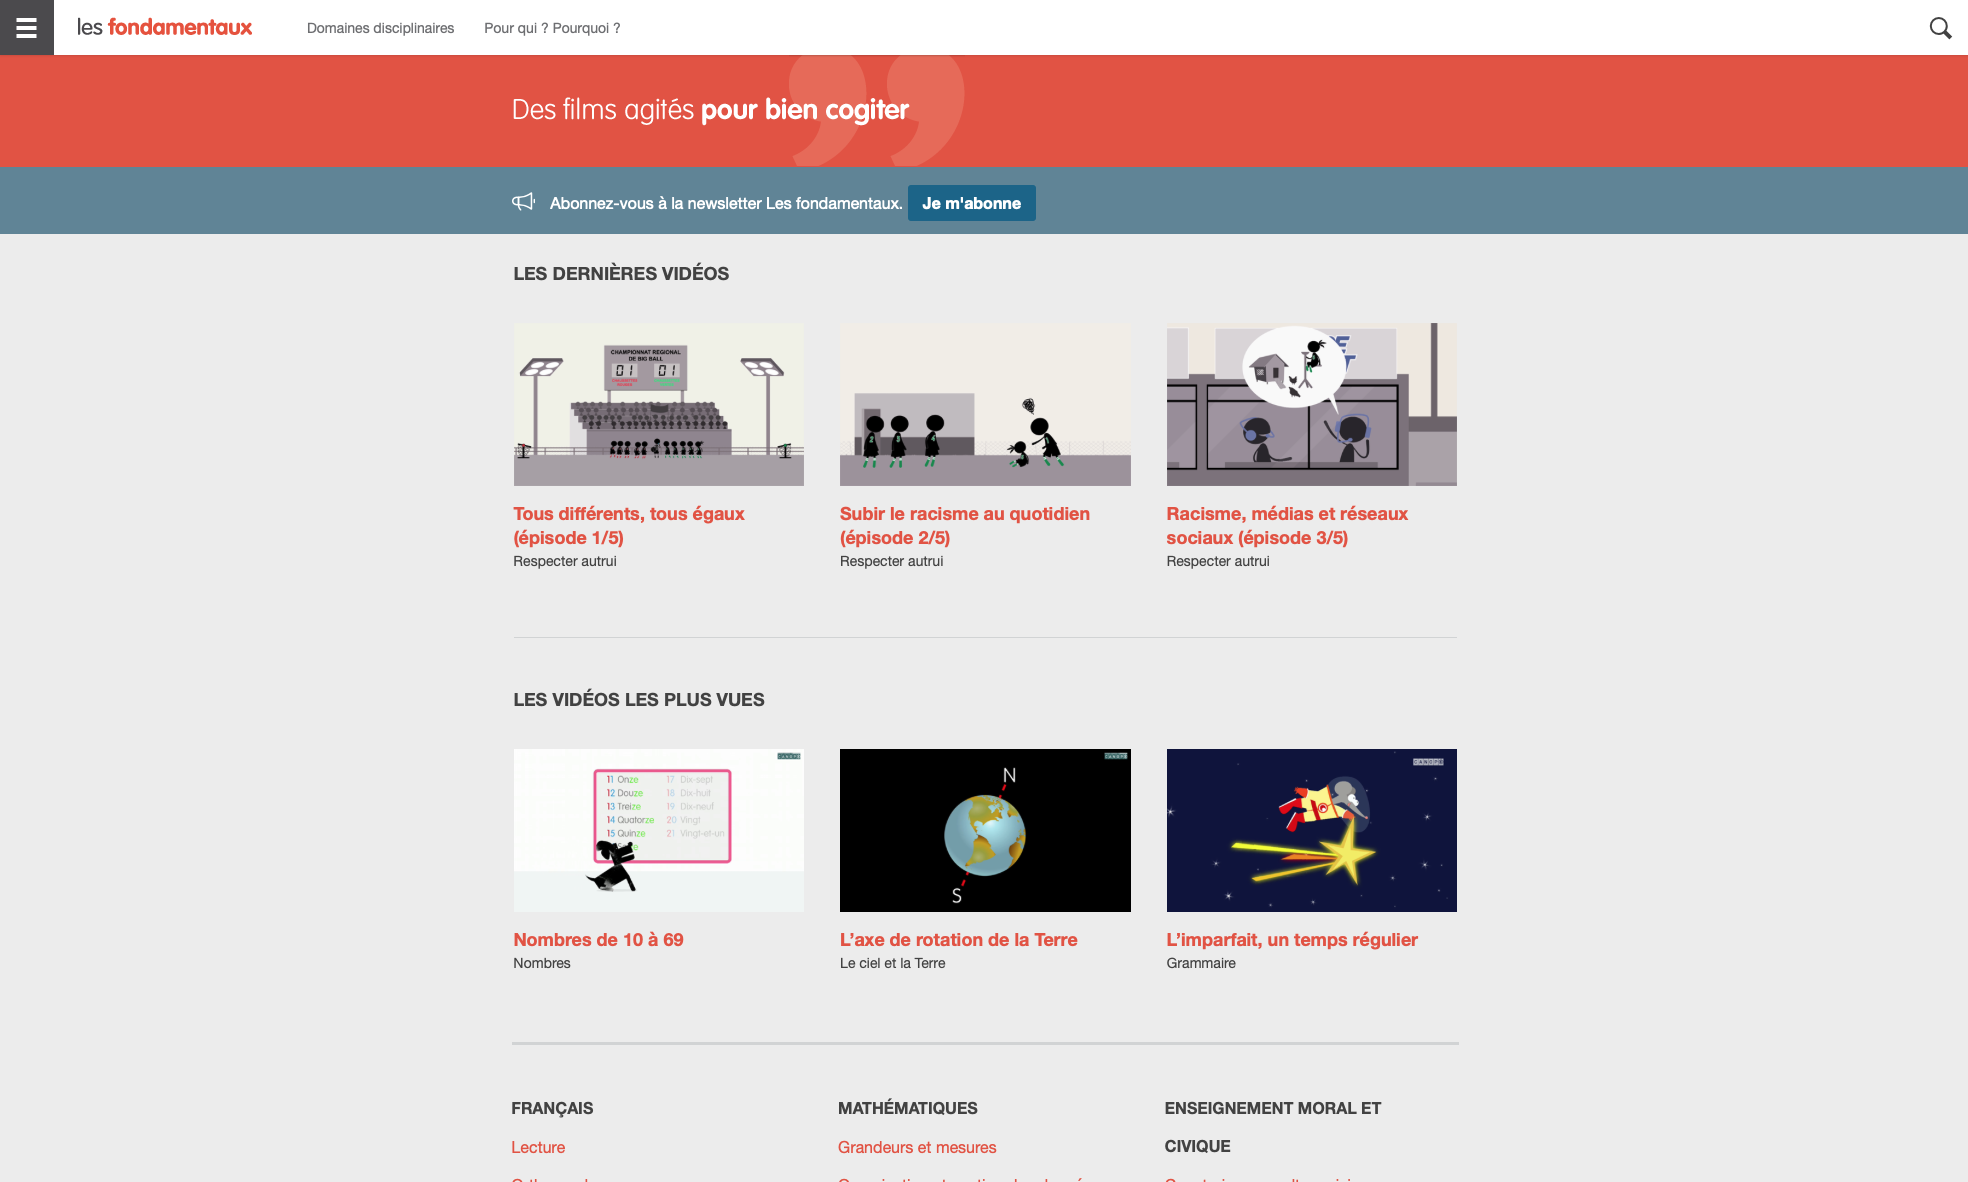 les fondamentaux
Domaines disciplinaires
Pour qui ? Pourquoi ?
Des films agités pour bien cogiter
Abonnez-vous à la newsletter Les fondamentaux.
Je m'abonne
LES DERNIÈRES VIDÉOS
CHAMPIONNAT REGIONAL
DE BIG BALL
01 01
2 3 4
Tous différents, tous égaux
(épisode 1/5)
Respecter autrui
Subir le racisme au quotidien
(épisode 2/5)
Respecter autrui
Racisme, médias et réseaux
sociaux (épisode 3/5)
Respecter autrui
LES VIDÉOS LES PLUS VUES
CANOPÉ
11 Onze 17 Dix-sept
12 Douze 18 Dix-huit
13 Treize 19 Dix-neuf
14 Quatorze 20 Vingt
15 Quinze 21 Vingt-et-un
CANOPÉ
N
S
CANOPÉ
Nombres de 10 à 69
Nombres
L’axe de rotation de la Terre
Le ciel et la Terre
L’imparfait, un temps régulier
Grammaire
FRANÇAIS
Lecture
MATHÉMATIQUES
Grandeurs et mesures
ENSEIGNEMENT MORAL ET
CIVIQUE